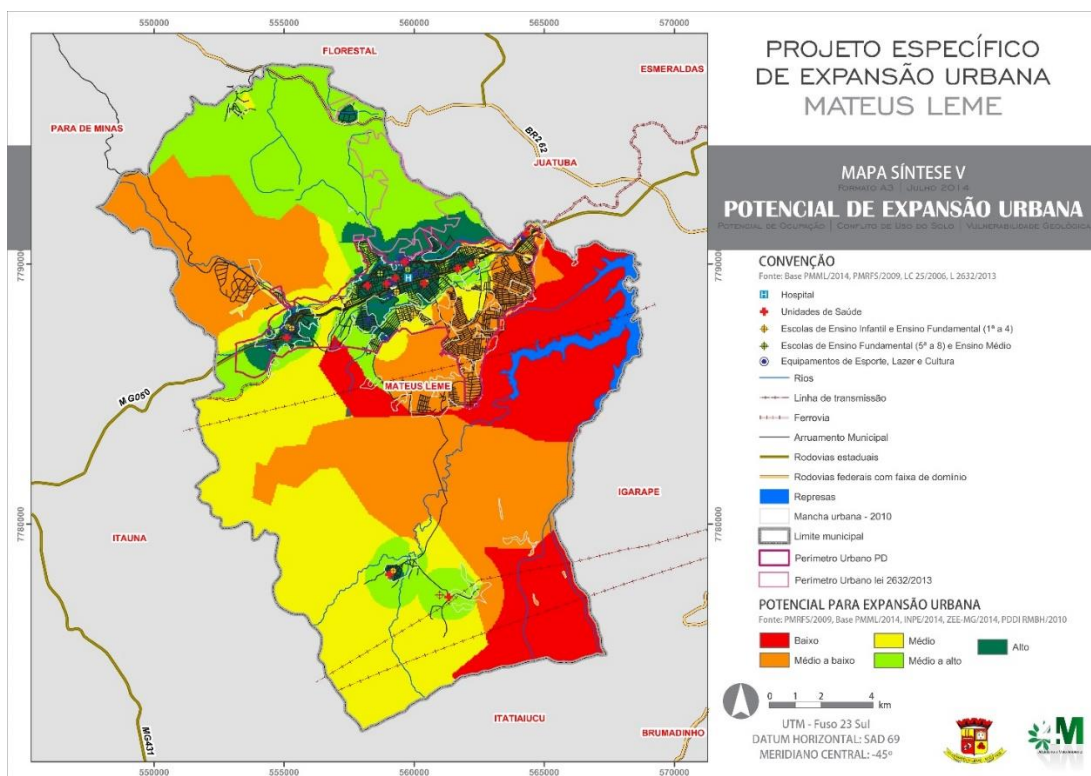 PROJETO ESPECÍFICO
DE EXPANSÃO URBANA
MATEUS LEME
MAPA SÍNTESE V
FORMATO A3 | JULHO 2014
POTENCIAL DE EXPANSÃO URBANA
POTENCIAL DE OCUPAÇÃO | CONFLITO DE USO DO SOLO | VULNERABILIDADE GEOLÓGICA
CONVENÇÃO
Fonte: Base PMML/2014, PMRFS/2009, LC 25/2006, L 2632/2013
H Hospital
Unidades de Saúde
Escolas de Ensino Infantil e Ensino Fundamental (1ª a 4)
Escolas de Ensino Fundamental (5ª a 8) e Ensino Médio
Equipamentos de Esporte, Lazer e Cultura
Rios
Linha de transmissão
Ferrovia
Arruamento Municipal
Rodovias estaduais
Rodovias federais com faixa de domínio
Represas
Mancha urbana - 2010
Limite municipal
Perímetro Urbano PD
Perímetro Urbano lei 2632/2013
POTENCIAL PARA EXPANSÃO URBANA
Fonte: PMRFS/2009, Base PMML/2014, INPE/2014, ZEE-MG/2014, PDDI RMBH/2010
Baixo
Médio
Alto
Médio a baixo
Médio a alto
0 1 2 4
km
UTM - Fuso 23 Sul
DATUM HORIZONTAL: SAD 69
MERIDIANO CENTRAL: -45º
M
550000 555000 560000 565000 570000
FLORESTAL
ESMERALDAS
PARA DE MINAS
BR262
JUATUBA
7790000
7790000
H
MATEUS LEME
MG050
IGARAPE
7780000
7780000
ITAUNA
ITATIAIUCU
MG431
BRUMADINHO
550000 555000 560000 565000 570000